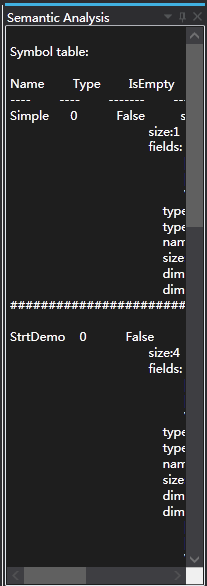 Semantic Analysis
Symbol table:
Name Type IsEmpty
---- ---- ------- --
Simple 0 False s
size:1
fields:
type
type
nam
size
dim
dim
########################
StrtDemo 0 False
size:4
fields:
type
type
nam
size
dim
dim